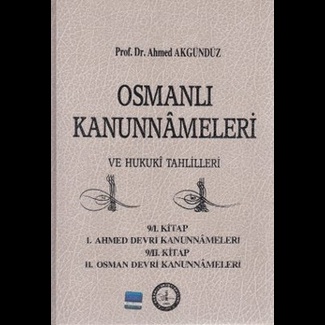 Prof. Dr. Ahmed AKGÜNDÜZ
OSMANLI
KANUNNÂMELERİ
VE HUKUKÎ TAHLİLLERİ
9/I. KİTAP
I. AHMED DEVRİ KANUNNÂMELERİ
9/II. KİTAP
II. OSMAN DEVRİ KANUNNÂMELERİ